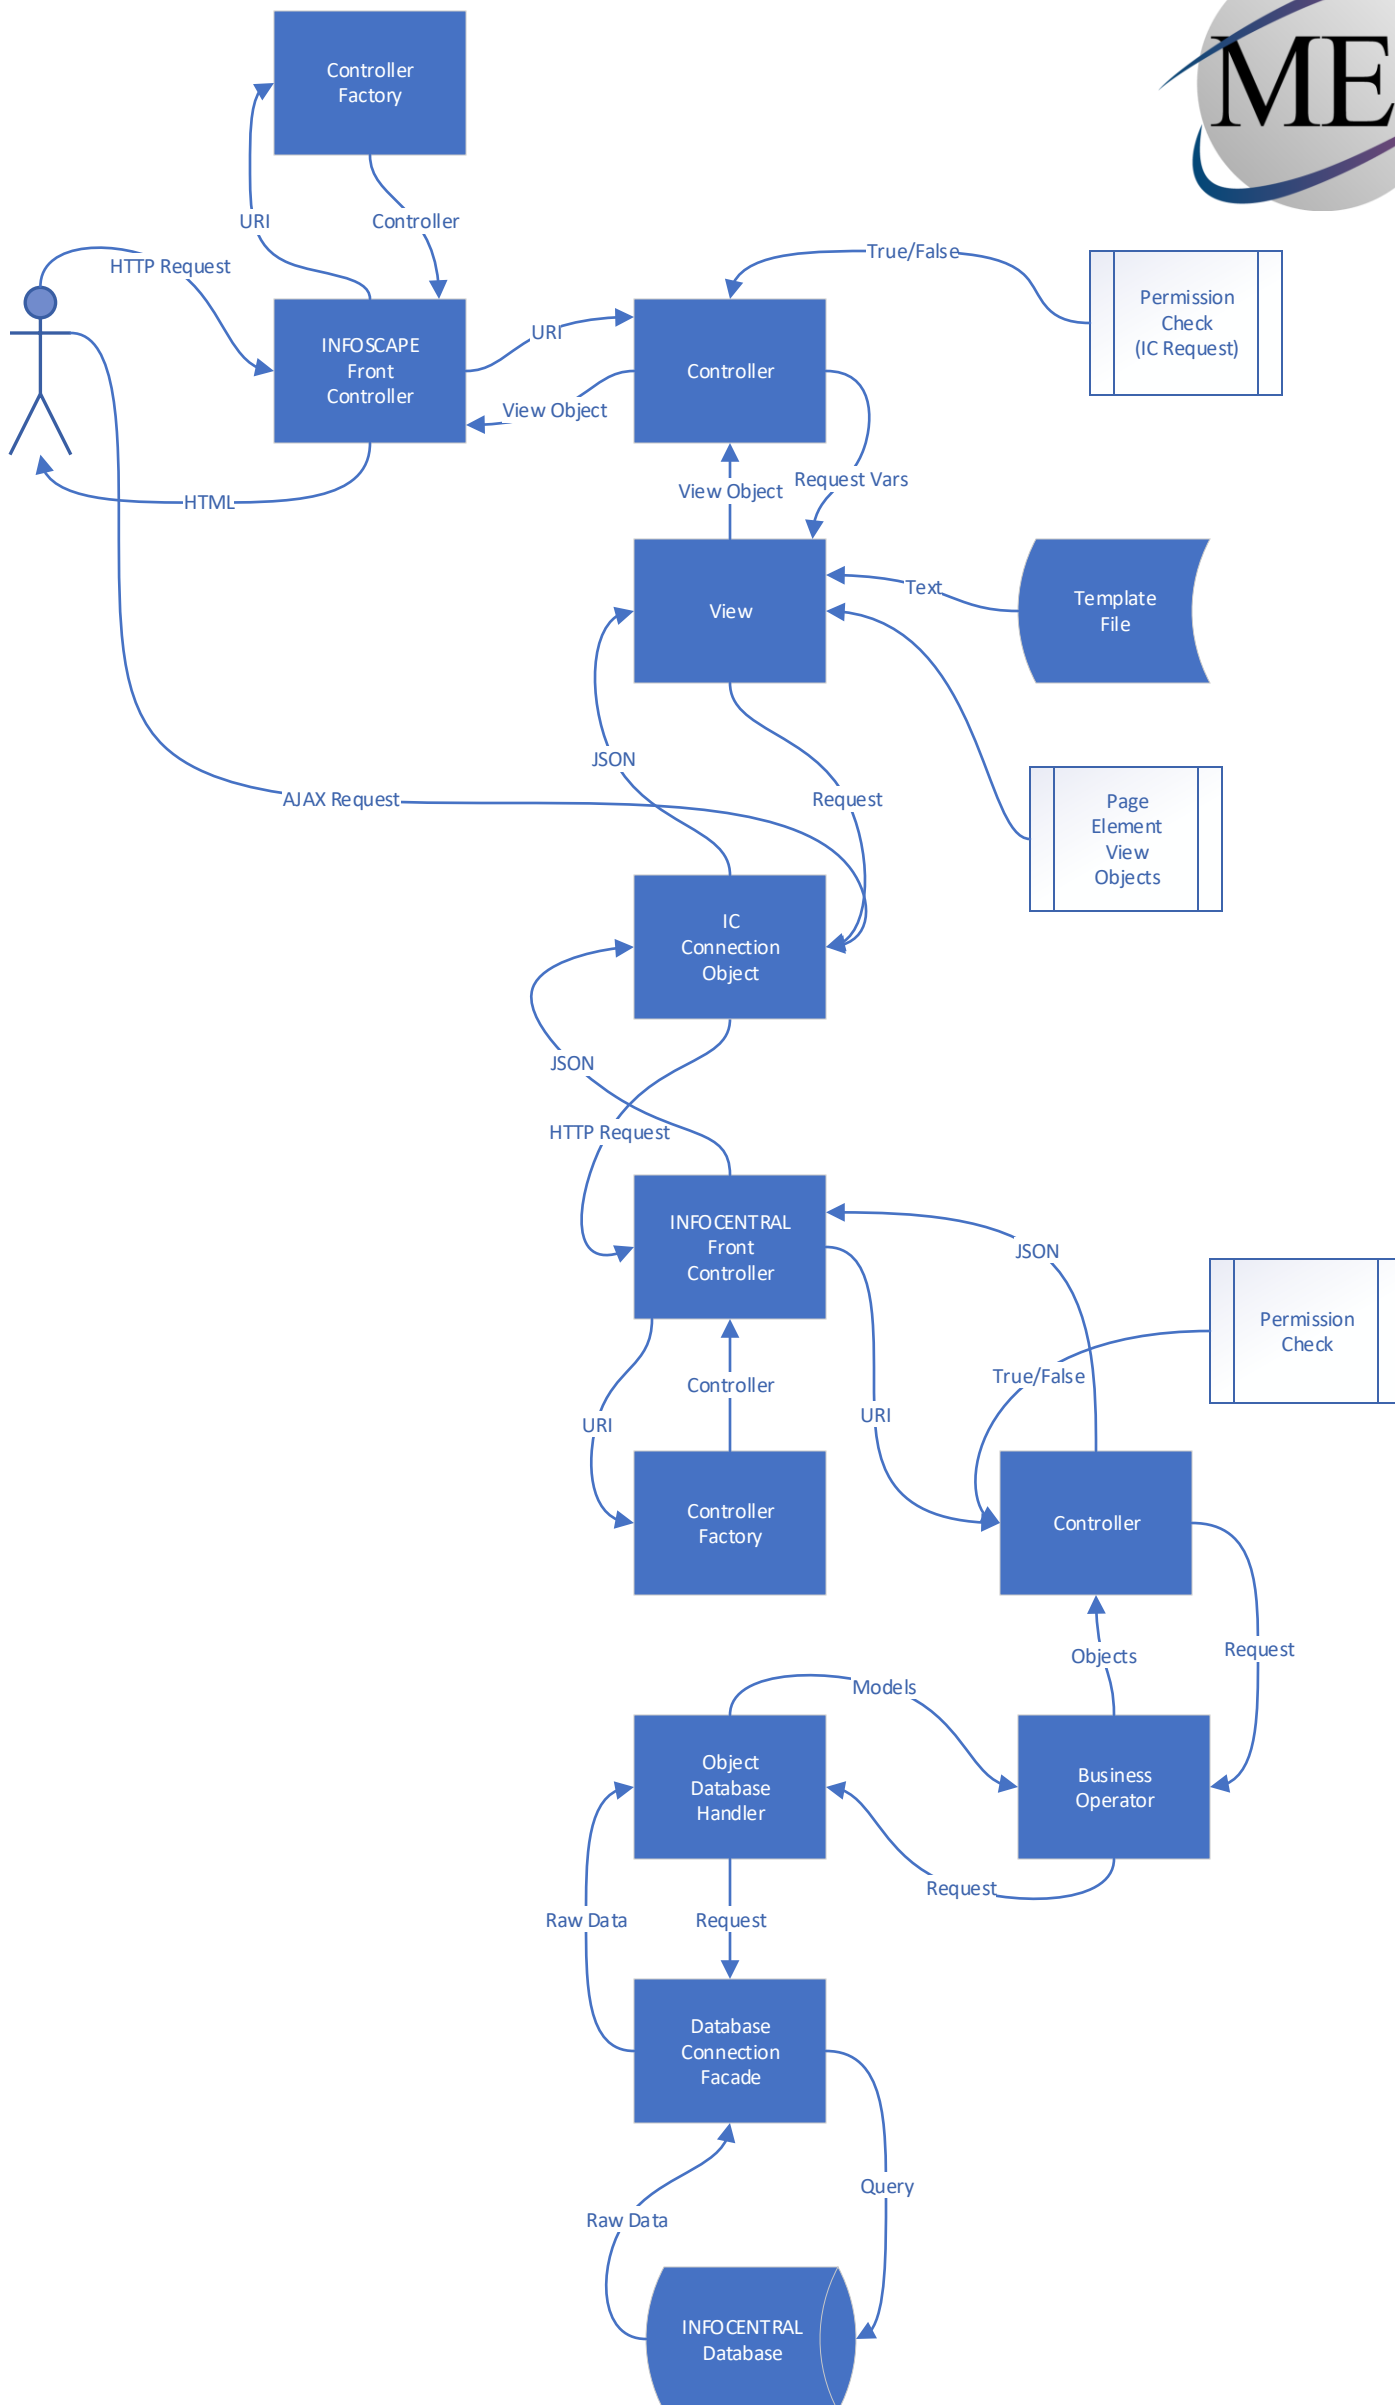 ME
Controller
Factory
URI
Controller
HTTP Request
True/False
Permission
Check
(IC Request)
INFOSCAPE
Front
Controller
URI
Controller
View Object
HTML
View Object
Request Vars
View
Text
Template
File
JSON
Request
AJAX Request
Page
Element
View
Objects
IC
Connection
Object
JSON
HTTP Request
INFOCENTRAL
Front
Controller
JSON
Permission
Check
True/False
Controller
URI
URI
Controller
Factory
Controller
Objects
Request
Models
Object
Database
Handler
Business
Operator
Request
Raw Data
Request
Database
Connection
Facade
Query
Raw Data
INFOCENTRAL
Database